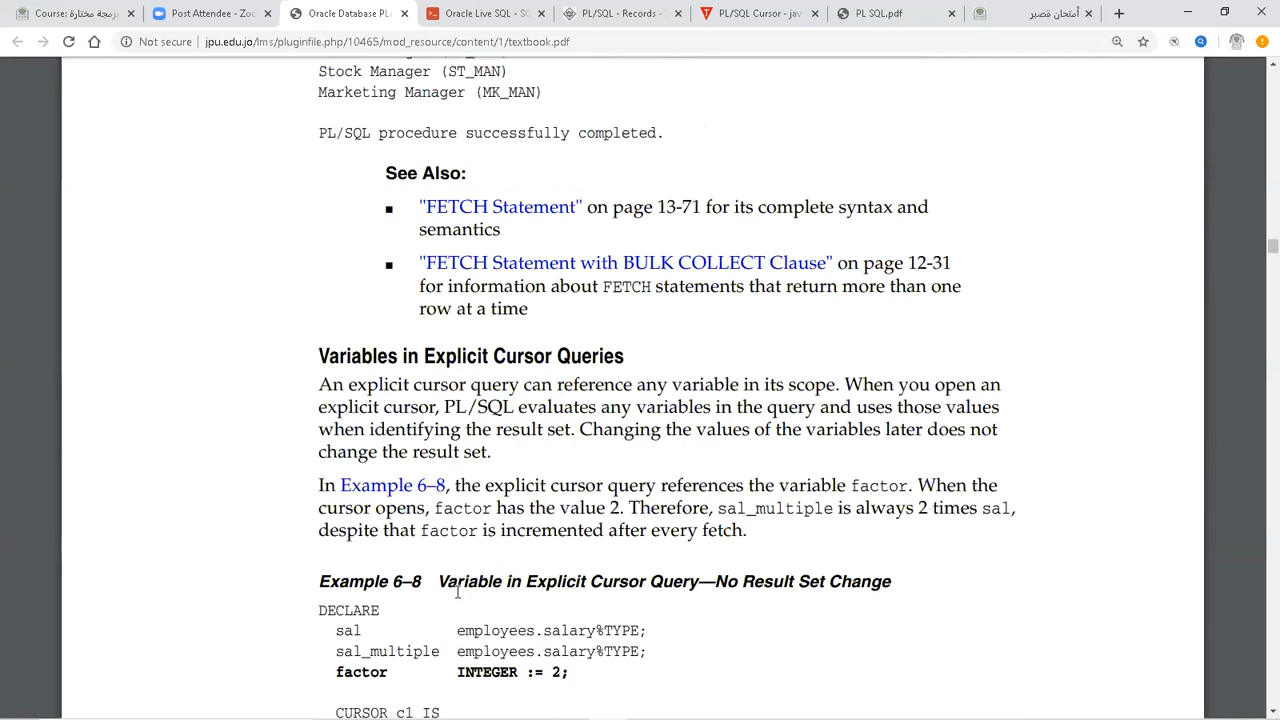 Course:
Post Attendee - Zoo
Oracle Database PL/
Oracle Live SQL - SC
PL/SQL - Records -
PL/SQL Cursor - jav
PL SQL.pdf
أمتحان قصير
Not secure | jpu.edu.jo/lms/pluginfile.php/10465/mod_resource/content/1/textbook.pdf
Stock Manager (ST_MAN)
Marketing Manager (MK_MAN)
PL/SQL procedure successfully completed.
See Also:
■ "FETCH Statement" on page 13-71 for its complete syntax and
semantics
■ "FETCH Statement with BULK COLLECT Clause" on page 12-31
for information about FETCH statements that return more than one
row at a time
Variables in Explicit Cursor Queries
An explicit cursor query can reference any variable in its scope. When you open an
explicit cursor, PL/SQL evaluates any variables in the query and uses those values
when identifying the result set. Changing the values of the variables later does not
change the result set.
In Example 6–8, the explicit cursor query references the variable factor. When the
cursor opens, factor has the value 2. Therefore, sal_multiple is always 2 times sal,
despite that factor is incremented after every fetch.
Example 6–8 Variable in Explicit Cursor Query—No Result Set Change
DECLARE
sal employees.salary%TYPE;
sal_multiple employees.salary%TYPE;
factor INTEGER := 2;
CURSOR c1 IS